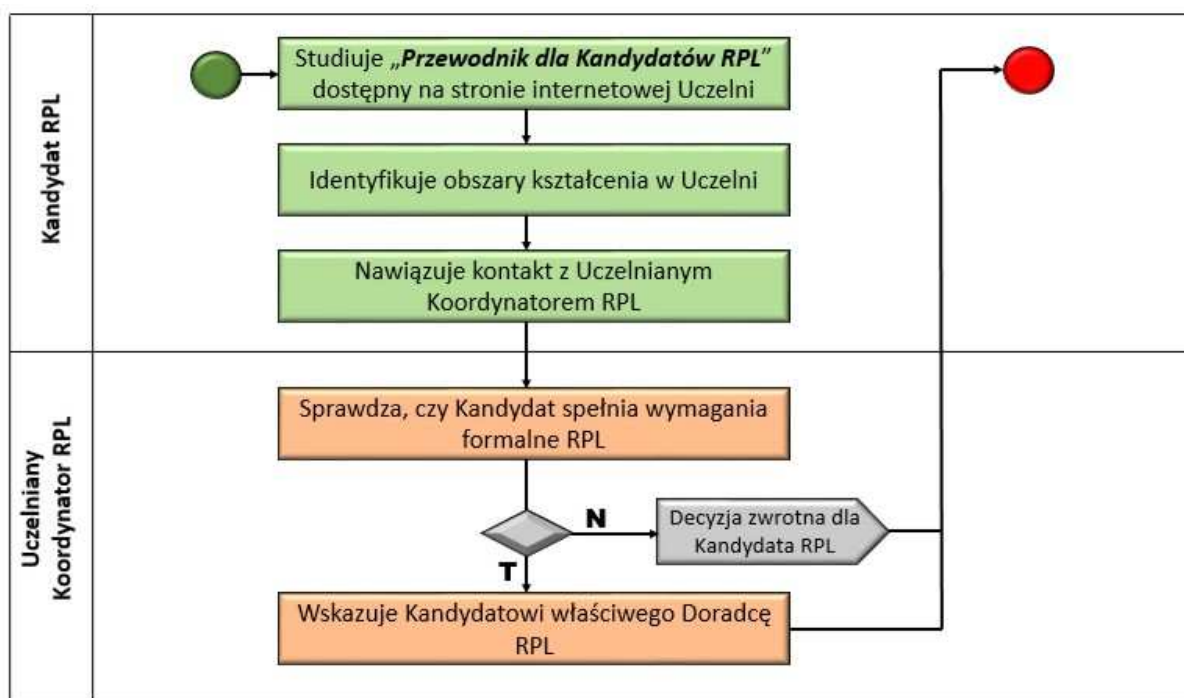 Kandydat RPL
Studiuje „Przewodnik dla Kandydatów RPL”
dostępny na stronie internetowej Uczelni
Identyfikuje obszary kształcenia w Uczelni
Nawiązuje kontakt z Uczelnianym
Koordynatorem RPL
Uczelniany
Koordynator RPL
Sprawdza, czy Kandydat spełnia wymagania
formalne RPL
N
Decyzja zwrotna dla
Kandydata RPL
T
Wskazuje Kandydatowi właściwego Doradcę
RPL